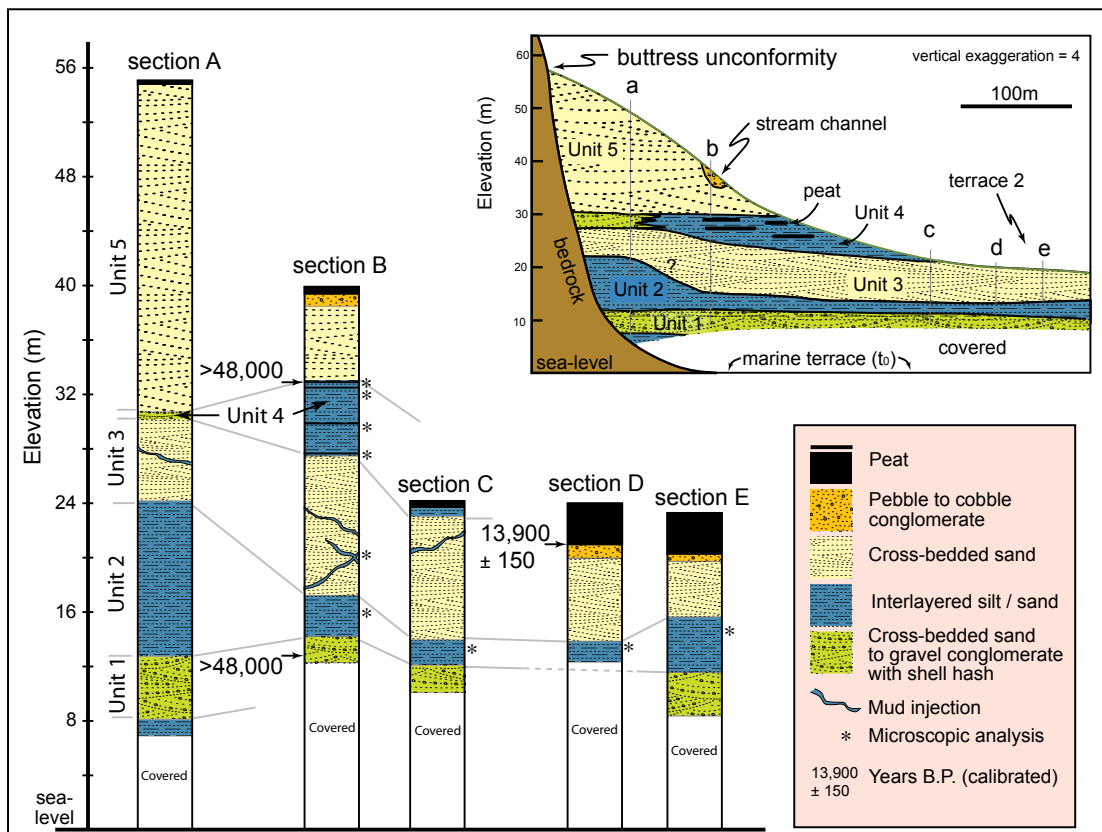 section A
section B
section C
section D
section E
56
48
40
32
24
16
8
sea-
level
Elevation (m)
Unit 5
Unit 3
Unit 2
Unit 1
>48,000
Unit 4
>48,000
13,900
± 150
Covered
Covered
Covered
Covered
Covered
60
50
40
30
20
10
Elevation (m)
buttress unconformity
vertical exaggeration = 4
100m
a
b
stream channel
Unit 5
peat
Unit 4
terrace 2
c
d
e
?
Unit 3
Unit 2
Unit 1
bedrock
covered
sea-level
marine terrace (t0)
Peat
Pebble to cobble
conglomerate
Cross-bedded sand
Interlayered silt / sand
Cross-bedded sand
to gravel conglomerate
with shell hash
Mud injection
* Microscopic analysis
13,900
± 150
Years B.P. (calibrated)
*
*
*
*
*
*
*
*
*